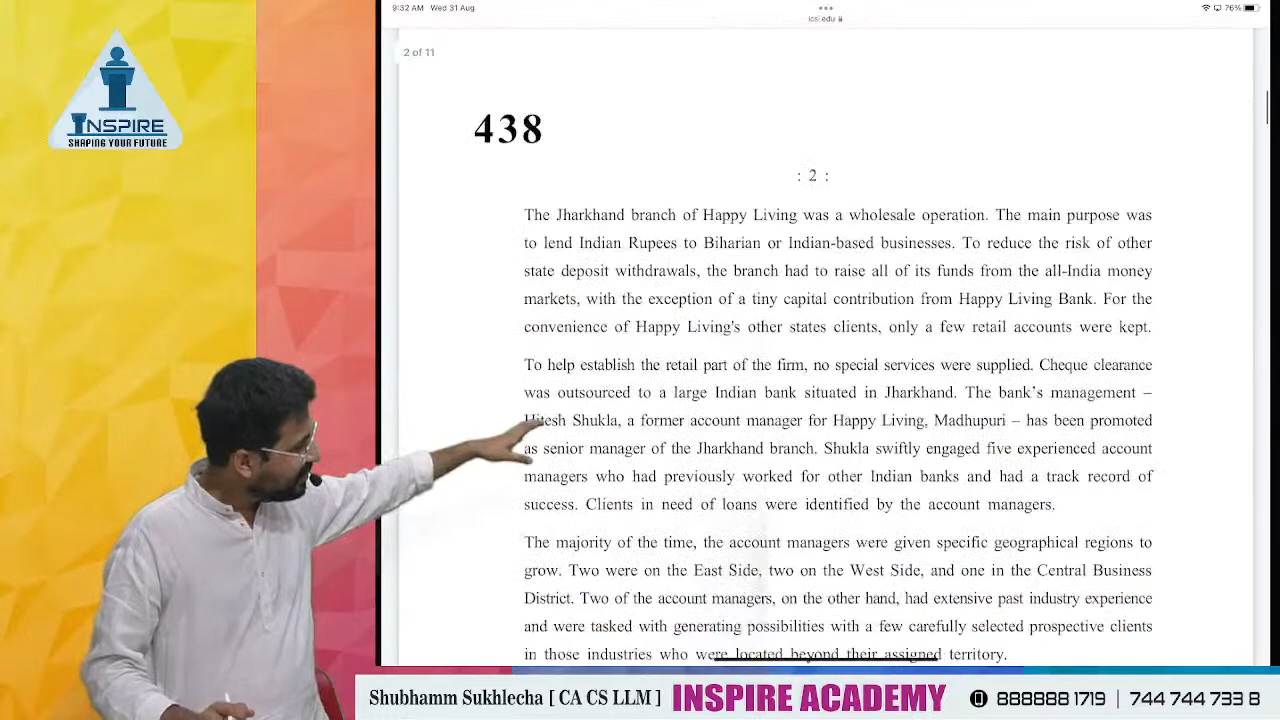 9:32 AM Wed 31 Aug
76%
icsi.edu
2 of 11
INSPIRE
SHAPING YOUR FUTURE
438
: 2 :
The Jharkhand branch of Happy Living was a wholesale operation. The main purpose was
to lend Indian Rupees to Biharian or Indian-based businesses. To reduce the risk of other
state deposit withdrawals, the branch had to raise all of its funds from the all-India money
markets, with the exception of a tiny capital contribution from Happy Living Bank. For the
convenience of Happy Living's other states clients, only a few retail accounts were kept.
To help establish the retail part of the firm, no special services were supplied. Cheque clearance
was outsourced to a large Indian bank situated in Jharkhand. The bank's management –
Hitesh Shukla, a former account manager for Happy Living, Madhupuri – has been promoted
as senior manager of the Jharkhand branch. Shukla swiftly engaged five experienced account
managers who had previously worked for other Indian banks and had a track record of
success. Clients in need of loans were identified by the account managers.
The majority of the time, the account managers were given specific geographical regions to
grow. Two were on the East Side, two on the West Side, and one in the Central Business
District. Two of the account managers, on the other hand, had extensive past industry experience
and were tasked with generating possibilities with a few carefully selected prospective clients
in those industries who were located beyond their assigned territory.
Shubhamm Sukhlecha [ CA CS LLM ] INSPIRE ACADEMY 888888 1719 | 744 744 733 8